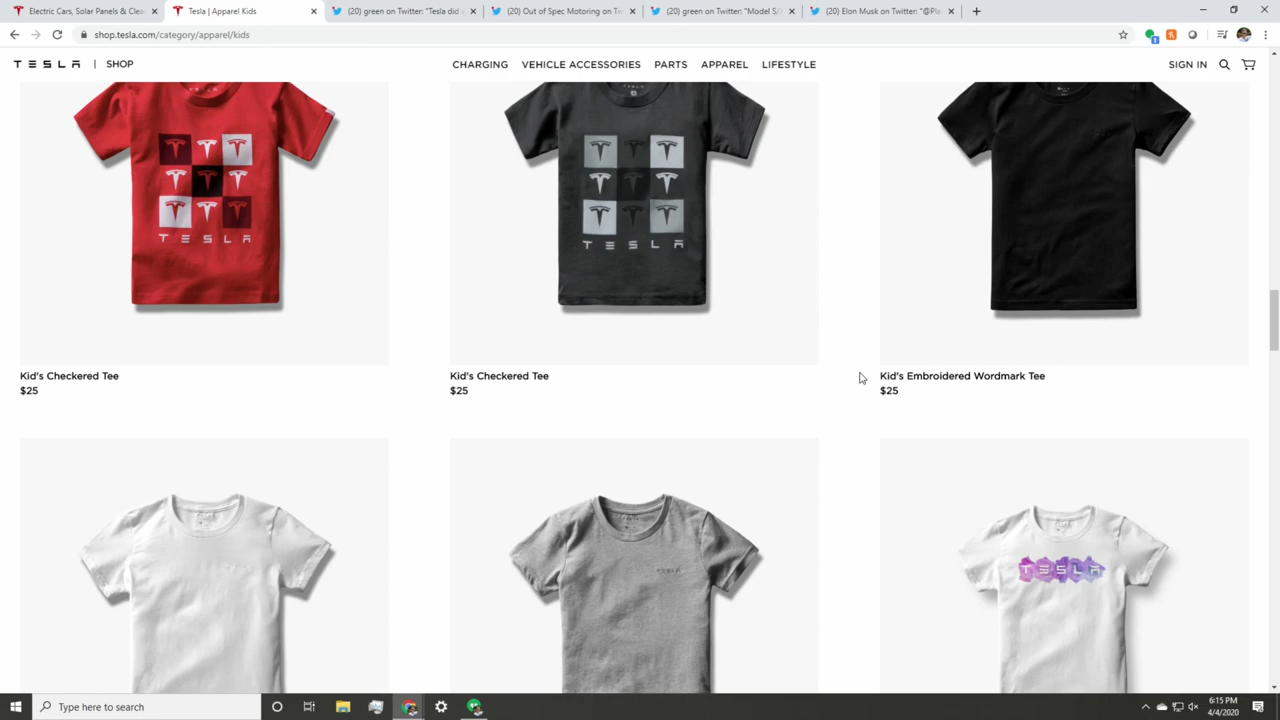 Electric Cars, Solar Panels & Clea
Tesla | Apparel Kids
(20) green on Twitter: "Tesla did
(20) Out of Spec Motoring on Tw
(20) green on Twitter: "Model S/
(20) Elon Musk on Twitter: "@Pla
shop.tesla.com/category/apparel/kids
TESLA | SHOP
CHARGING VEHICLE ACCESSORIES PARTS APPAREL LIFESTYLE
SIGN IN
TESLA
TESLA
Kid's Checkered Tee
$25
Kid's Checkered Tee
$25
Kid's Embroidered Wordmark Tee
$25
TESLA
TESLA
Type here to search
6:15 PM
4/4/2020